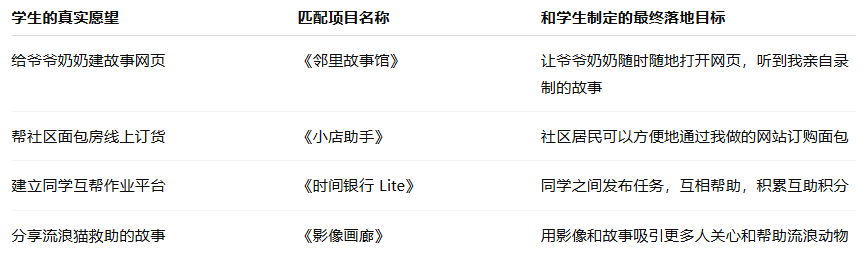 学生的真实愿望 匹配项目名称 和学生制定的最终落地目标
给爷爷奶奶建故事网页 《邻里故事馆》 让爷爷奶奶随时随地打开网页，听到我亲自录
制的故事
帮社区面包房线上订货 《小店助手》 社区居民可以方便地通过我做的网站订购面包
建立同学互帮作业平台 《时间银行 Lite》 同学之间发布任务，互相帮助，积累互助积分
分享流浪猫救助的故事 《影像画廊》 用影像和故事吸引更多人关心和帮助流浪动物